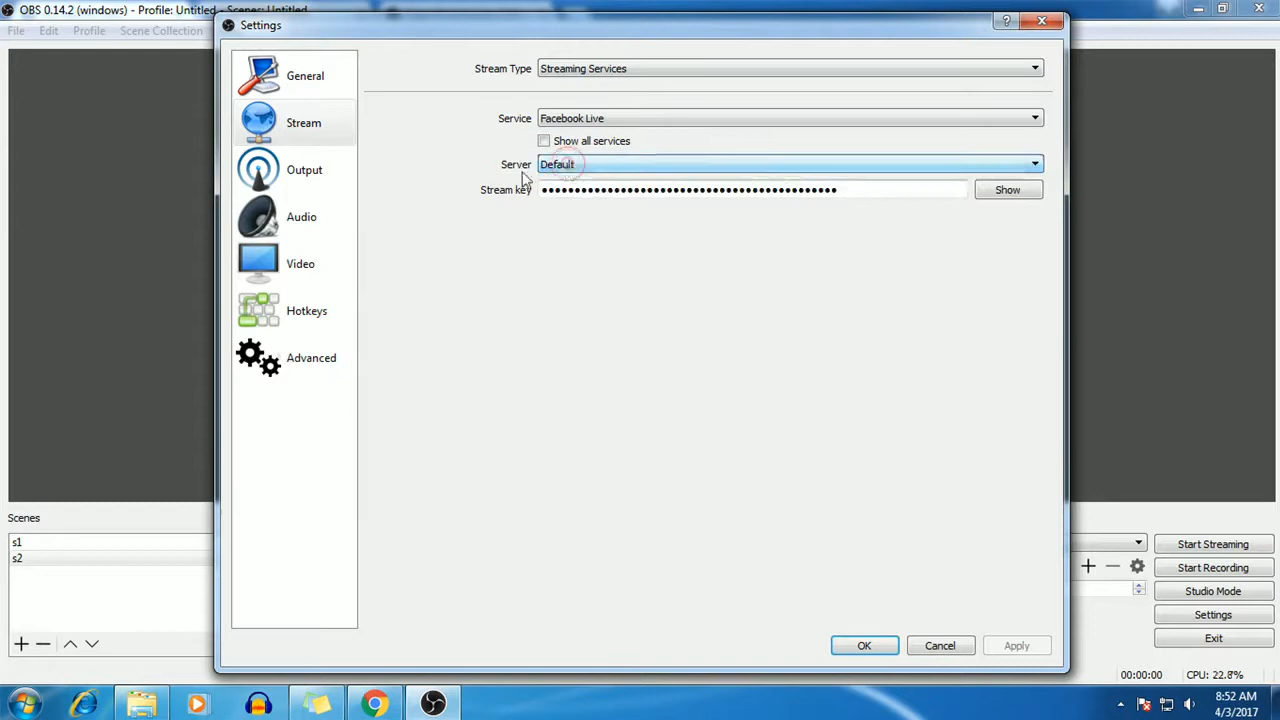 OBS 0.14.2 (windows) - Profile: Untitled - Scenes: Untitled
File Edit Profile Scene Collection
Settings
?
General
Stream
Output
Audio
Video
Hotkeys
Advanced
Stream Type Streaming Services
Service Facebook Live
Show all services
Server Default
Stream key ●●●●●●●●●●●●●●●●●●●●●●●●●●●●●●●●●●●●●●●●●●●●● Show
OK Cancel Apply
Scenes
s1
s2
Start Streaming
Start Recording
Studio Mode
Settings
Exit
00:00:00 CPU: 22.8%
8:52 AM
4/3/2017